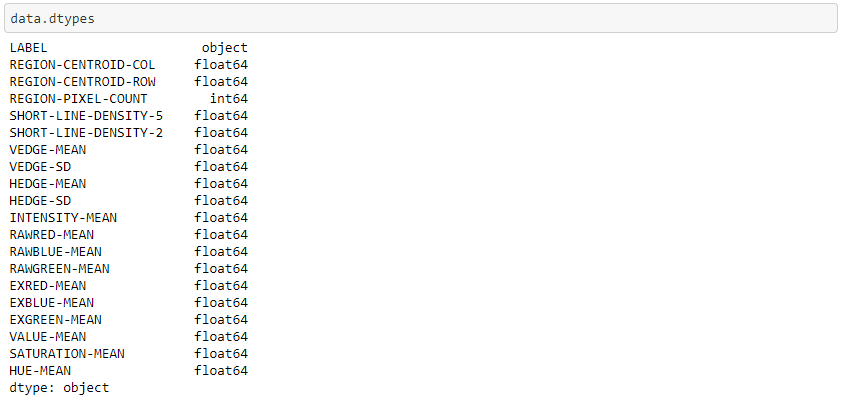 data.dtypes
LABEL object
REGION-CENTROID-COL float64
REGION-CENTROID-ROW float64
REGION-PIXEL-COUNT int64
SHORT-LINE-DENSITY-5 float64
SHORT-LINE-DENSITY-2 float64
VEDGE-MEAN float64
VEDGE-SD float64
HEDGE-MEAN float64
HEDGE-SD float64
INTENSITY-MEAN float64
RAWRED-MEAN float64
RAWBLUE-MEAN float64
RAWGREEN-MEAN float64
EXRED-MEAN float64
EXBLUE-MEAN float64
EXGREEN-MEAN float64
VALUE-MEAN float64
SATURATION-MEAN float64
HUE-MEAN float64
dtype: object